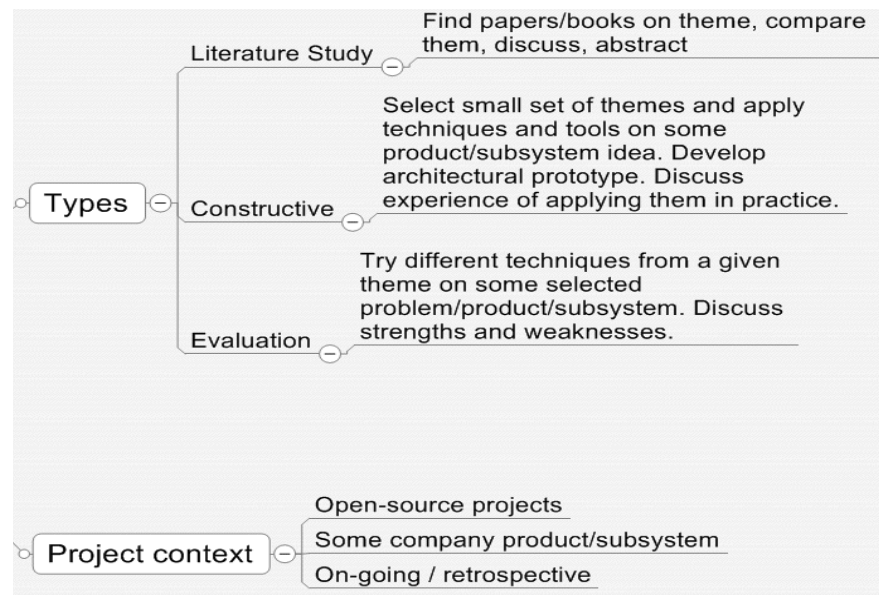 Find papers/books on theme, compare
them, discuss, abstract
Literature Study
Select small set of themes and apply
techniques and tools on some
product/subsystem idea. Develop
architectural prototype. Discuss
experience of applying them in practice.
Types
Constructive
Try different techniques from a given
theme on some selected
problem/product/subsystem. Discuss
strengths and weaknesses.
Evaluation
Open-source projects
Project context
Some company product/subsystem
On-going / retrospective